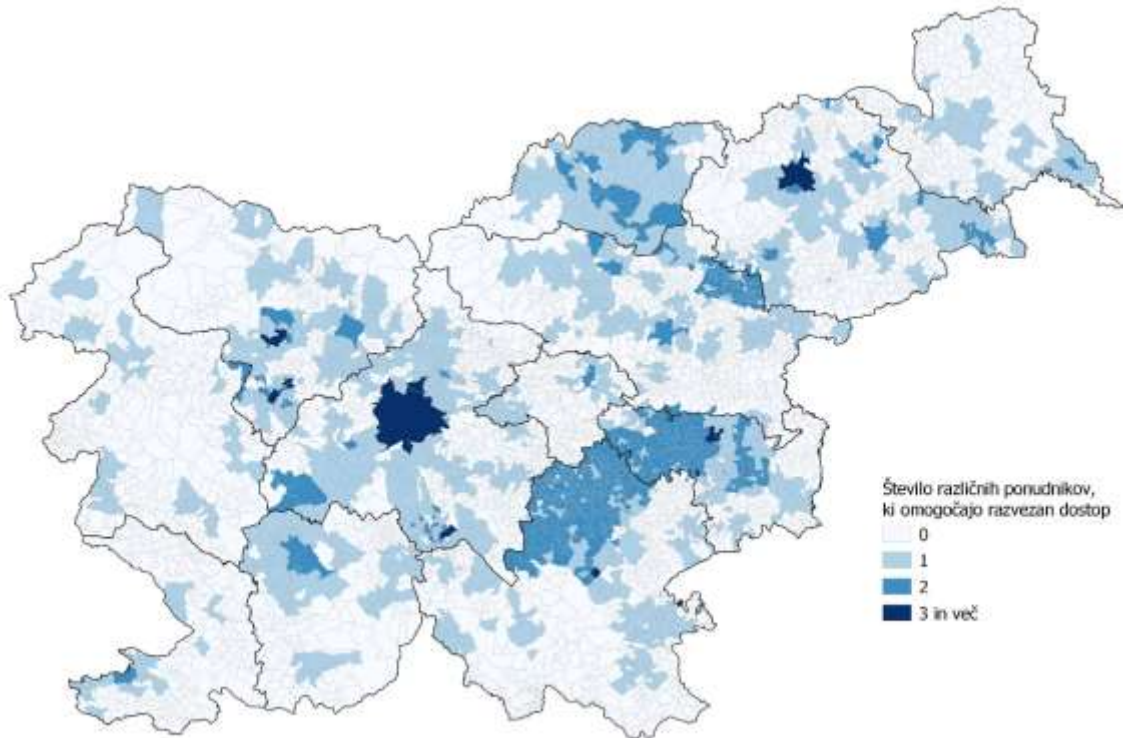 Število različnih ponudnikov,
ki omogočajo razvezan dostop
0
1
2
3 in več